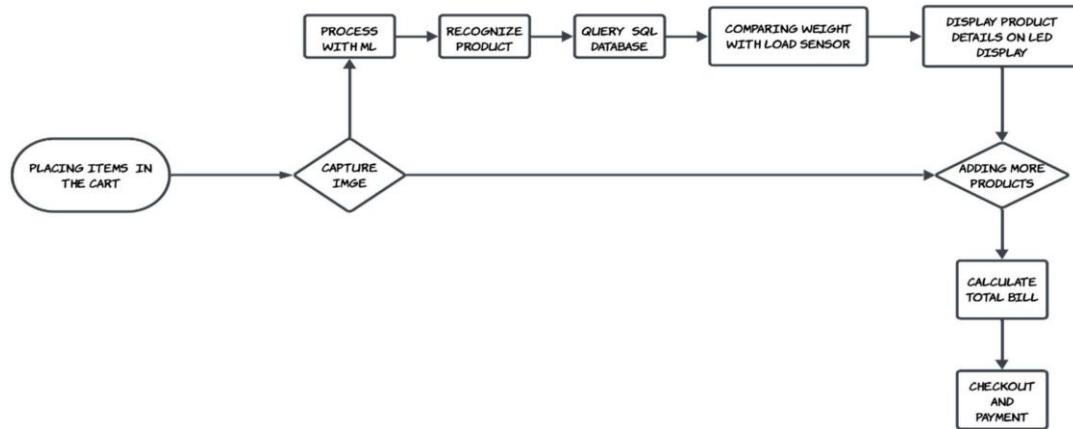 PROCESS
WITH ML
RECOGNIZE
PRODUCT
QUERY SQL
DATABASE
COMPARING WEIGHT
WITH LOAD SENSOR
DISPLAY PRODUCT
DETAILS ON LED
DISPLAY
PLACING ITEMS IN
THE CART
CAPTURE
IMGE
ADDING MORE
PRODUCTS
CALCULATE
TOTAL BILL
CHECKOUT
AND
PAYMENT